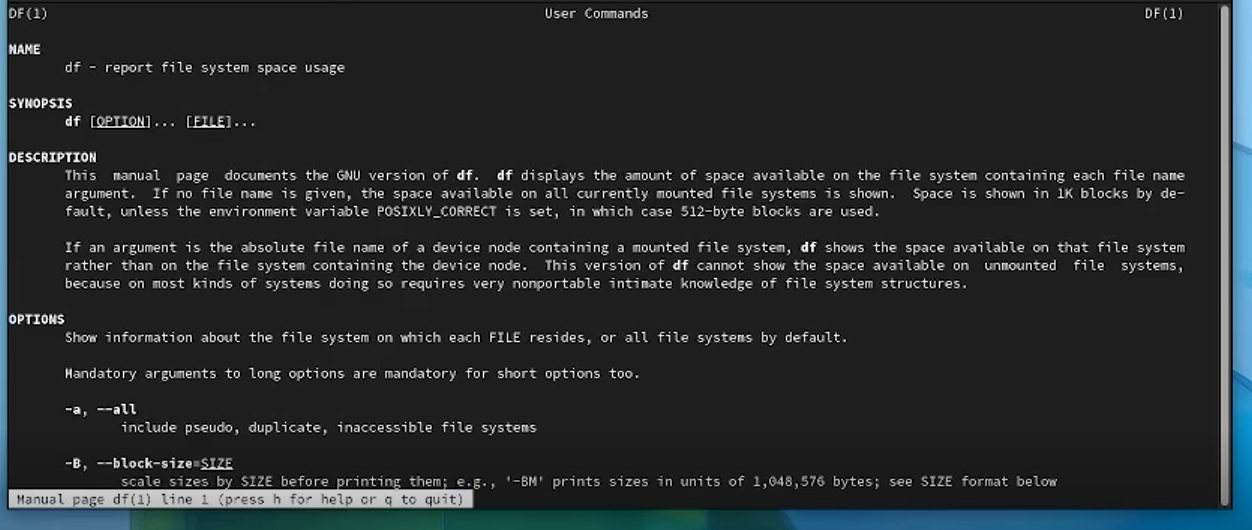 DF(1) User Commands DF(1)
NAME
df - report file system space usage
SYNOPSIS
df [OPTION]... [FILE]...
DESCRIPTION
This manual page documents the GNU version of df. df displays the amount of space available on the file system containing each file name
argument. If no file name is given, the space available on all currently mounted file systems is shown. Space is shown in 1K blocks by de-
fault, unless the environment variable POSIXLY_CORRECT is set, in which case 512-byte blocks are used.
If an argument is the absolute file name of a device node containing a mounted file system, df shows the space available on that file system
rather than on the file system containing the device node. This version of df cannot show the space available on unmounted file systems,
because on most kinds of systems doing so requires very nonportable intimate knowledge of file system structures.
OPTIONS
Show information about the file system on which each FILE resides, or all file systems by default.
Mandatory arguments to long options are mandatory for short options too.
-a, --all
include pseudo, duplicate, inaccessible file systems
-B, --block-size=SIZE
scale sizes by SIZE before printing them; e.g., '-BM' prints sizes in units of 1,048,576 bytes; see SIZE format below
Manual page df(1) line 1 (press h for help or q to quit)